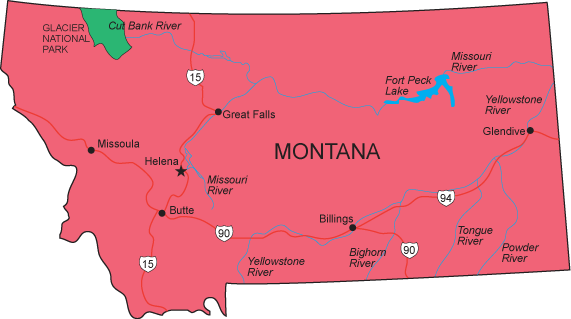 GLACIER
NATIONAL
PARK
Cut Bank River
Missouri
River
15
Fort Peck
Lake
Yellowstone
River
Great Falls
Glendive
Missoula
MONTANA
Helena
Missouri
River
94
Butte
Billings
90
Tongue
River
90
Bighorn
River
Powder
River
15
Yellowstone
River